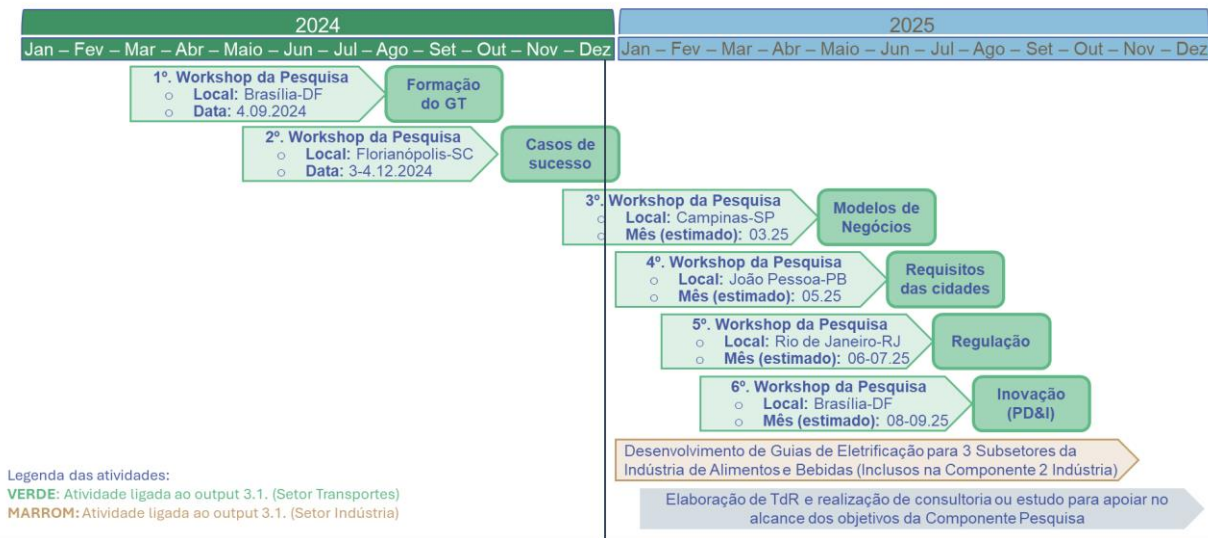 2024
2025
Jan – Fev – Mar – Abr – Maio – Jun – Jul – Ago – Set – Out – Nov – Dez
Jan – Fev – Mar – Abr – Maio – Jun – Jul – Ago – Set – Out – Nov – Dez
1º. Workshop da Pesquisa
o Local: Brasília-DF
o Data: 4.09.2024
Formação
do GT
2º. Workshop da Pesquisa
o Local: Florianópolis-SC
o Data: 3-4.12.2024
Casos de
sucesso
3º. Workshop da Pesquisa
o Local: Campinas-SP
o Mês (estimado): 03.25
Modelos de
Negócios
4º. Workshop da Pesquisa
o Local: João Pessoa-PB
o Mês (estimado): 05.25
Requisitos
das cidades
5º. Workshop da Pesquisa
o Local: Rio de Janeiro-RJ
o Mês (estimado): 06-07.25
Regulação
6º. Workshop da Pesquisa
o Local: Brasília-DF
o Mês (estimado): 08-09.25
Inovação
(PD&I)
Desenvolvimento de Guias de Eletrificação para 3 Subsetores da
Indústria de Alimentos e Bebidas (Inclusos na Componente 2 Indústria)
Elaboração de TdR e realização de consultoria ou estudo para apoiar no
alcance dos objetivos da Componente Pesquisa
Legenda das atividades:
VERDE: Atividade ligada ao output 3.1. (Setor Transportes)
MARROM: Atividade ligada ao output 3.1. (Setor Indústria)